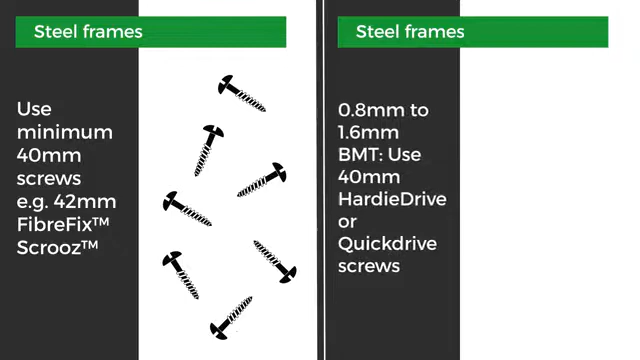 Steel frames
Use
minimum
40mm
screws
e.g. 42mm
FibreFix™
Scrooz™
Steel frames
0.8mm to
1.6mm
BMT: Use
40mm
HardieDrive
or
Quickdrive
screws